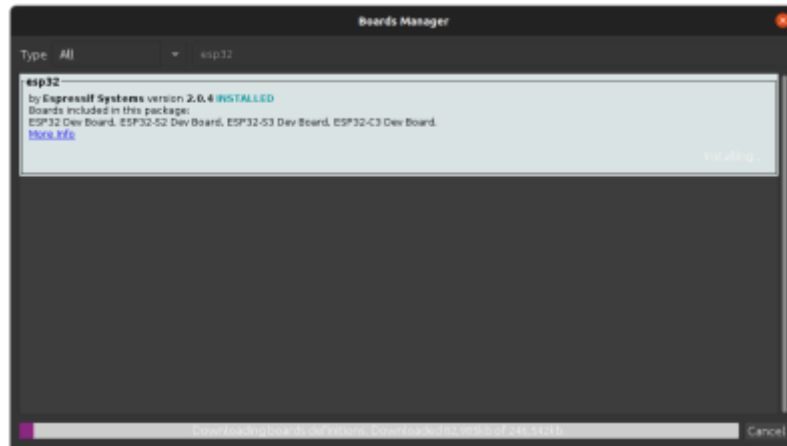 Boards Manager
Type All esp32
esp32
by Espressif Systems version 2.0.4 INSTALLED
Boards included in this package:
ESP32 Dev Board, ESP32-S2 Dev Board, ESP32-S3 Dev Board, ESP32-C3 Dev Board.
More Info
Installing...
Downloading boards definitions. Downloaded of
Cancel